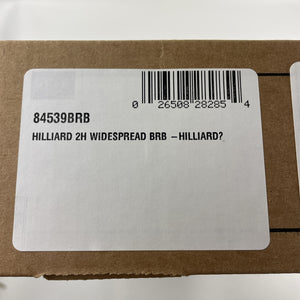 0 26508 28285 4
84539BRB
HILLIARD 2H WIDESPREAD BRB – HILLIARD?